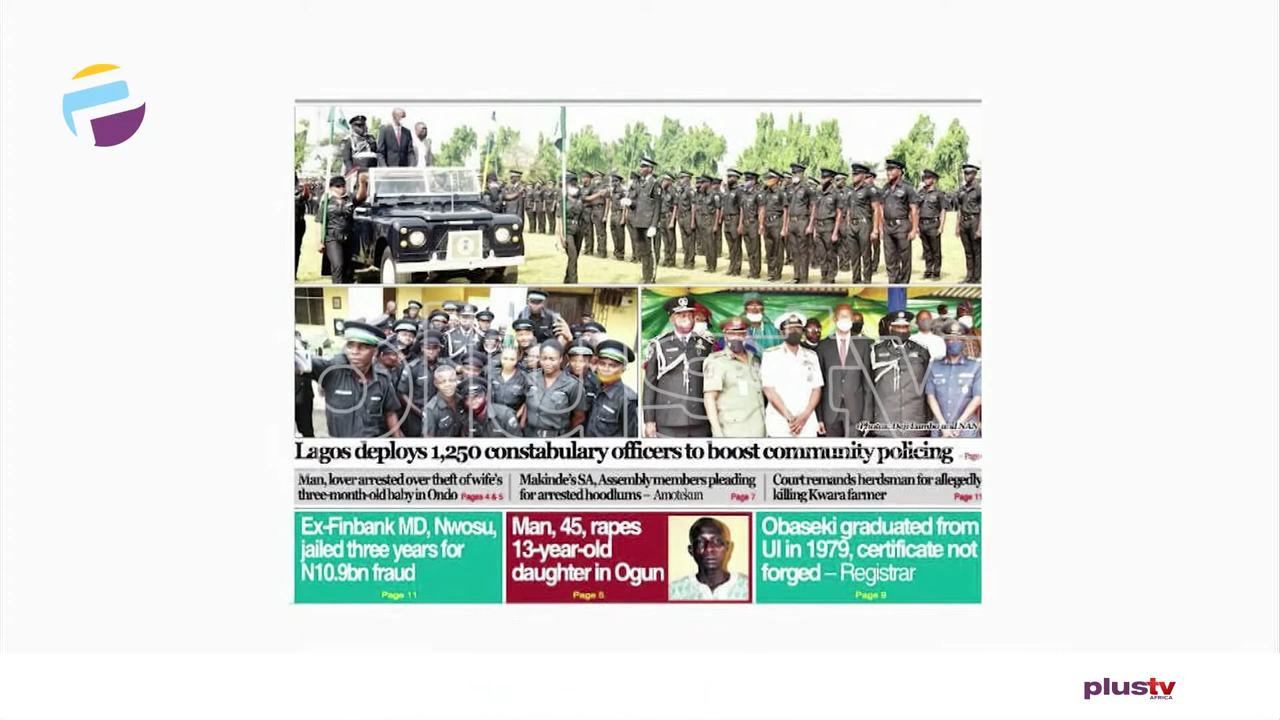 plus tv
Lagos deploys 1,250 constabulary officers to boost community policing
Man, lover arrested over theft of wife's
three-month-old baby in Ondo Pages 4 & 5
Makinde's SA, Assembly members pleading
for arrested hoodlums – Amotekun Page 7
Court remands herdsman for allegedly
killing Kwara farmer Page 11
Ex-Finbank MD, Nwosu,
jailed three years for
N10.9bn fraud
Page 11
Man, 45, rapes
13-year-old
daughter in Ogun
Page 5
Obaseki graduated from
UI in 1979, certificate not
forged – Registrar
Page 9
plustv
AFRICA